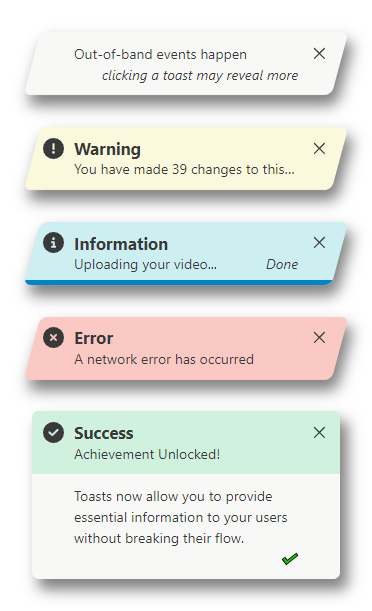 Out-of-band events happen
clicking a toast may reveal more
Warning
You have made 39 changes to this...
Information
Uploading your video... Done
Error
A network error has occurred
Success
Achievement Unlocked!
Toasts now allow you to provide
essential information to your users
without breaking their flow.